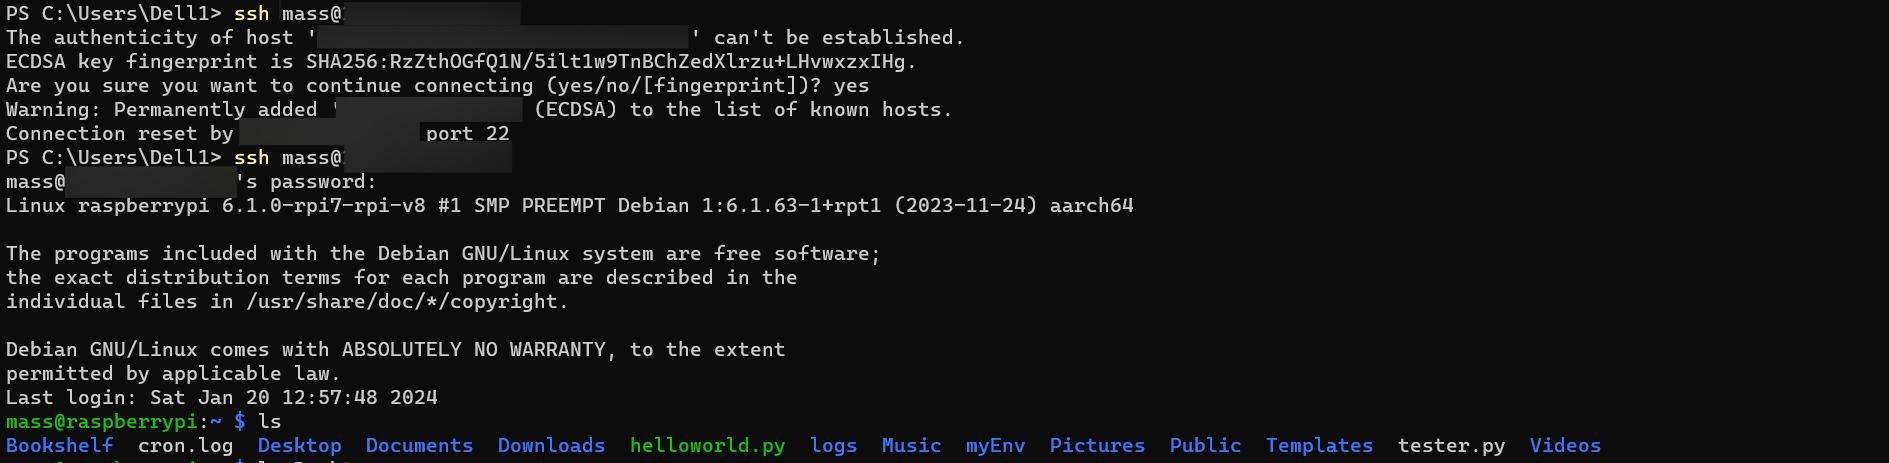 PS C:\Users\Dell1> ssh mass@
The authenticity of host '' can't be established.
ECDSA key fingerprint is SHA256:RzZthOGfQ1N/5ilt1w9TnBChZedXlrzu+LHvwxzxIHg.
Are you sure you want to continue connecting (yes/no/[fingerprint])? yes
Warning: Permanently added ' (ECDSA) to the list of known hosts.
Connection reset by port 22
PS C:\Users\Dell1> ssh mass@
mass@'s password:
Linux raspberrypi 6.1.0-rpi7-rpi-v8 #1 SMP PREEMPT Debian 1:6.1.63-1+rpt1 (2023-11-24) aarch64
The programs included with the Debian GNU/Linux system are free software;
the exact distribution terms for each program are described in the
individual files in /usr/share/doc/*/copyright.
Debian GNU/Linux comes with ABSOLUTELY NO WARRANTY, to the extent
permitted by applicable law.
Last login: Sat Jan 20 12:57:48 2024
mass@raspberrypi:~ $ ls
Bookshelf cron.log Desktop Documents Downloads helloworld.py logs Music myEnv Pictures Public Templates tester.py Videos